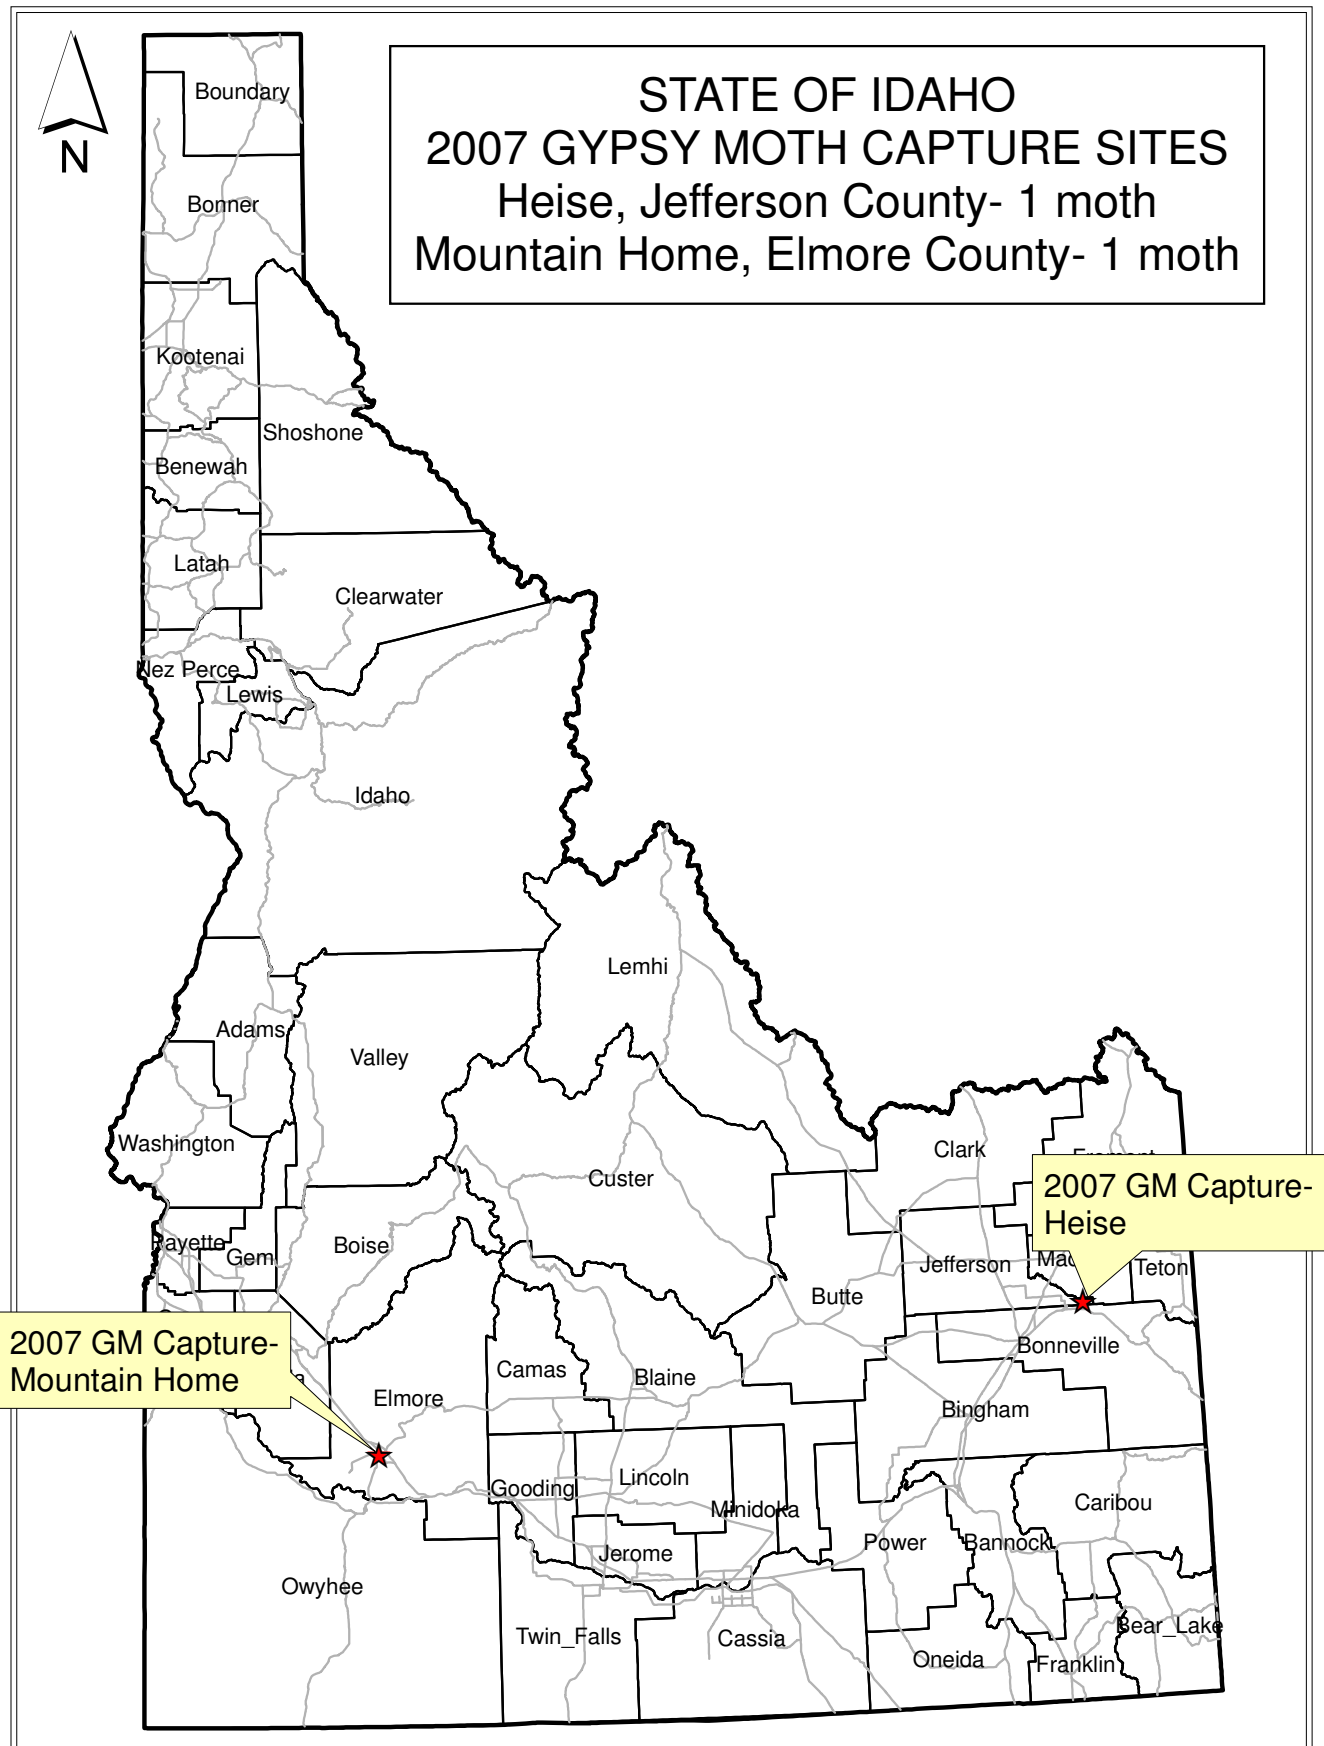 N
STATE OF IDAHO
2007 GYPSY MOTH CAPTURE SITES
Heise, Jefferson County- 1 moth
Mountain Home, Elmore County- 1 moth
Boundary
Bonner
Kootenai
Shoshone
Benewah
Latah
Clearwater
Nez Perce
Lewis
Idaho
Lemhi
Adams
Valley
Washington
Clark
Custer
2007 GM Capture-
Heise
Payette
Gem
Boise
Jefferson
Teton
Butte
2007 GM Capture-
Mountain Home
Bonneville
Camas
Blaine
Elmore
Bingham
Gooding
Lincoln
Minidoka
Caribou
Power
Bannock
Jerome
Owyhee
Twin_Falls
Cassia
Bear_Lake
Oneida
Franklin